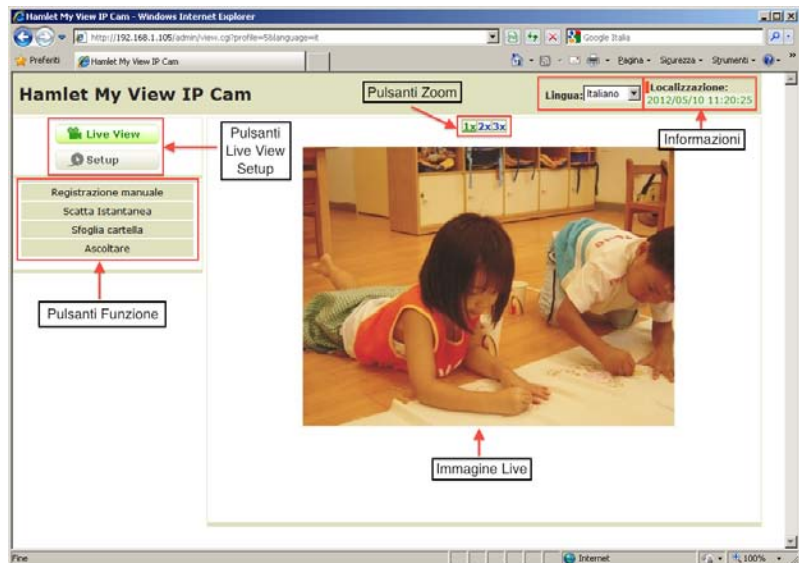 Hamlet My View IP Cam - Windows Internet Explorer
http://192.168.1.105/admin/view.cgi?profile=5&language=it
Google Italia
Preferiti
Hamlet My View IP Cam
Pagina
Sicurezza
Strumenti
Hamlet My View IP Cam
Pulsanti Zoom
Lingua: Italiano
Localizzazione:
2012/05/10 11:20:25
1x 2x 3x
Informazioni
Live View
Setup
Pulsanti
Live View
Setup
Registrazione manuale
Scatta Istantanea
Sfoglia cartella
Ascoltare
Pulsanti Funzione
Immagine Live
Fine
Internet
100%